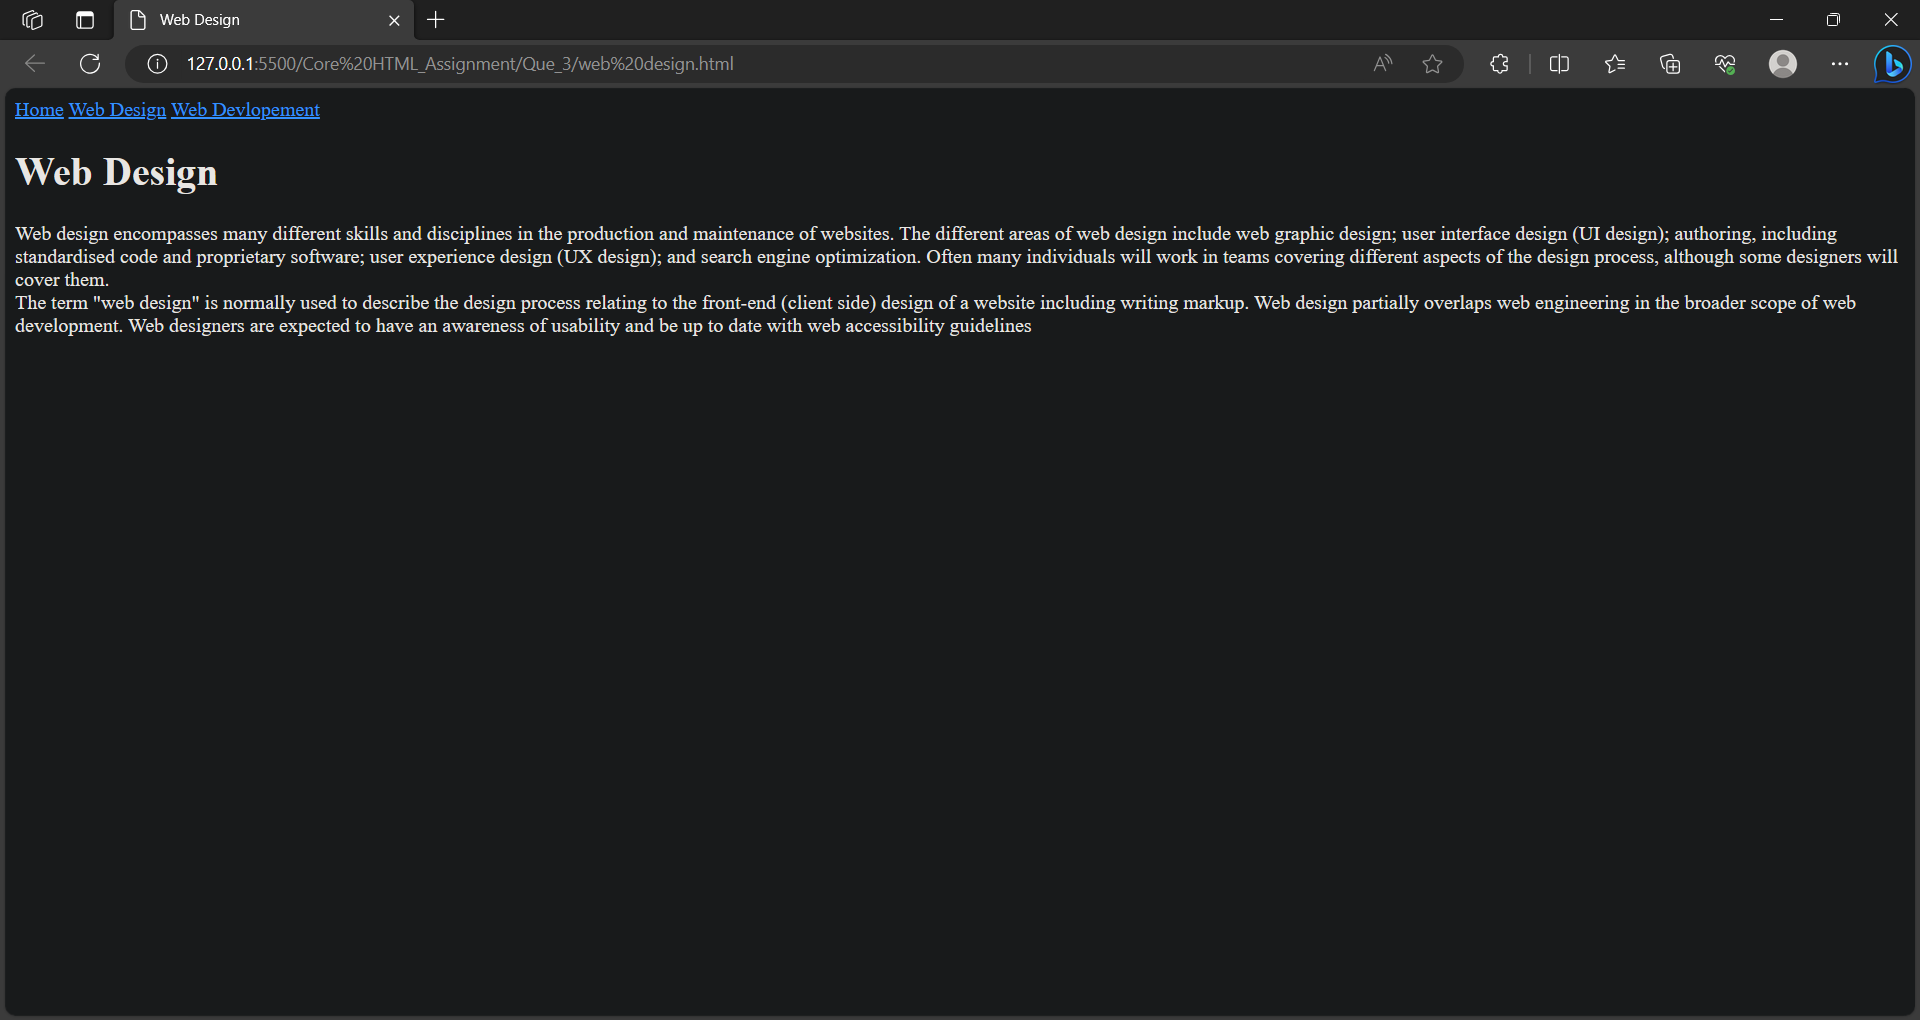 Web Design
127.0.0.1:5500/Core%20HTML_Assignment/Que_3/web%20design.html
Home Web Design Web Devlopement
Web Design
Web design encompasses many different skills and disciplines in the production and maintenance of websites. The different areas of web design include web graphic design; user interface design (UI design); authoring, including
standardised code and proprietary software; user experience design (UX design); and search engine optimization. Often many individuals will work in teams covering different aspects of the design process, although some designers will
cover them.
The term "web design" is normally used to describe the design process relating to the front-end (client side) design of a website including writing markup. Web design partially overlaps web engineering in the broader scope of web
development. Web designers are expected to have an awareness of usability and be up to date with web accessibility guidelines